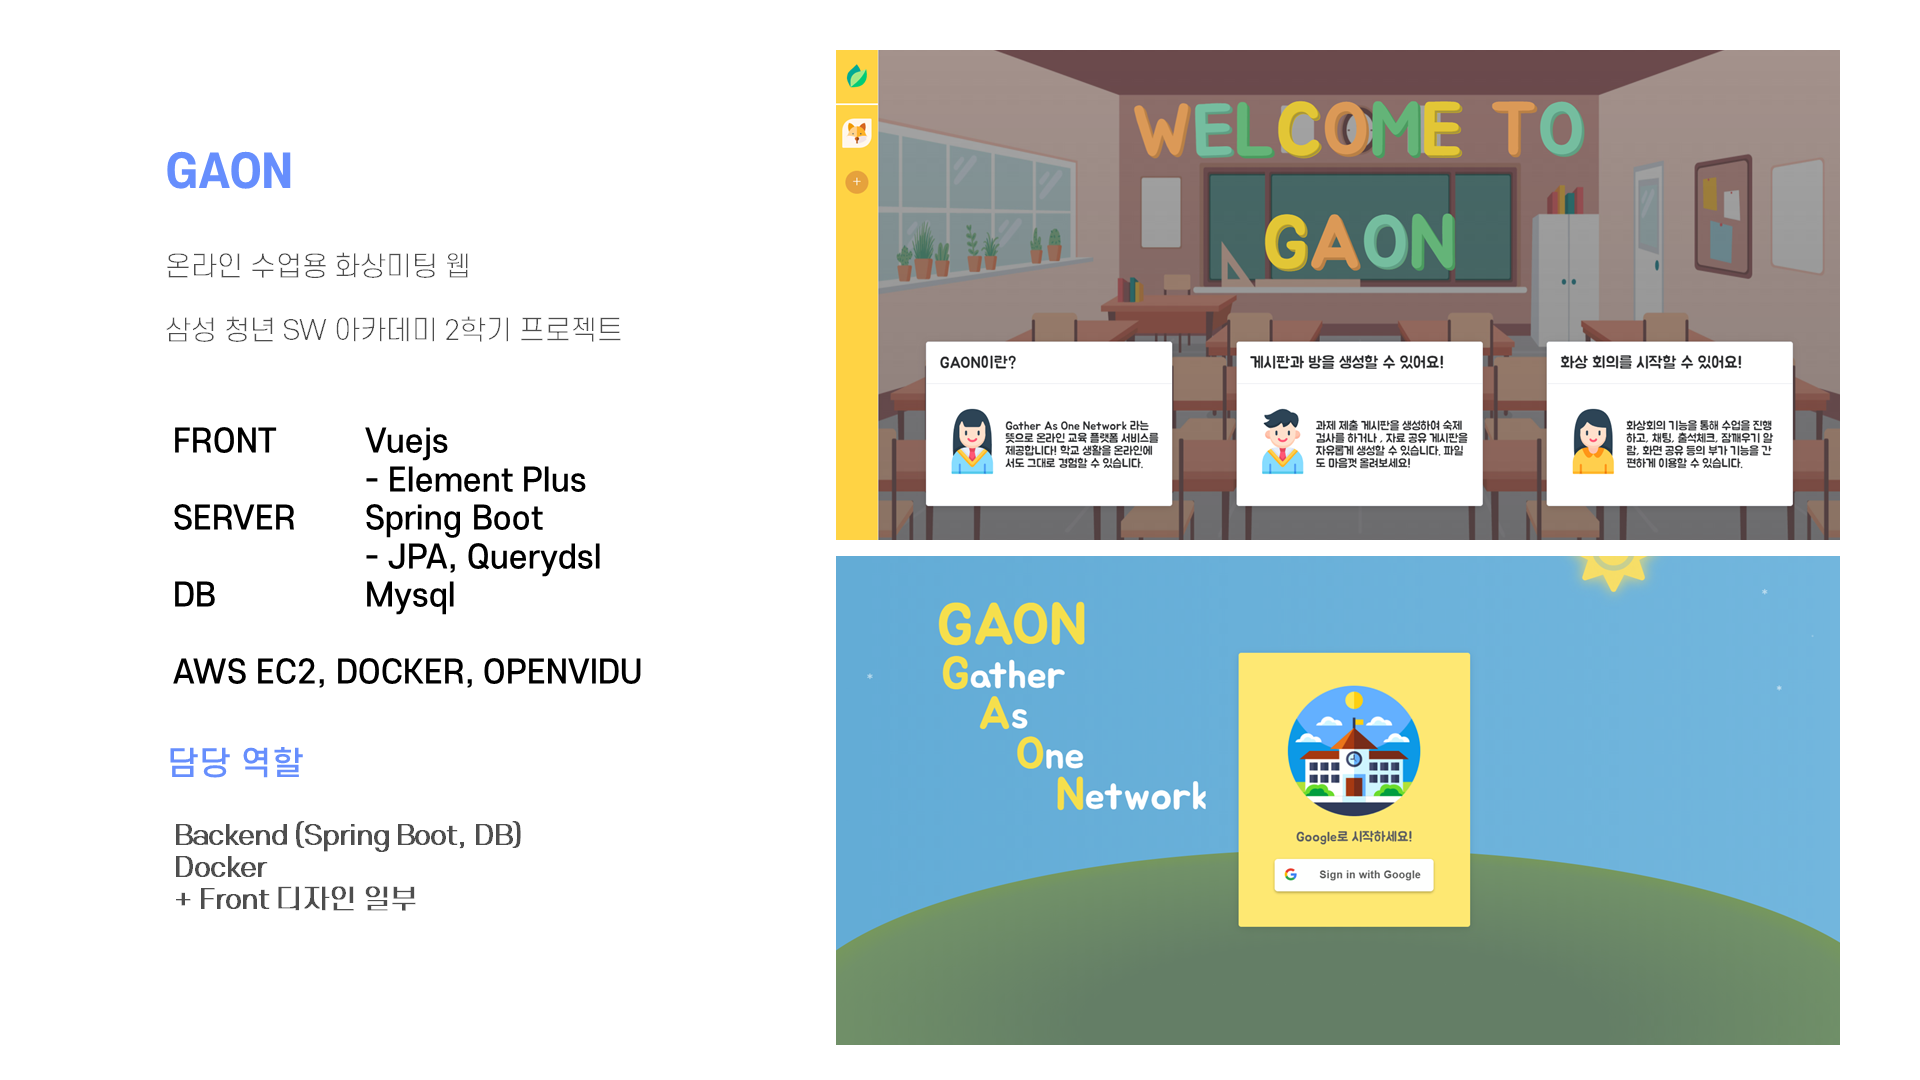 GAON
온라인 수업용 화상미팅 웹
삼성 청년 SW 아카데미 2학기 프로젝트
FRONT Vuejs
- Element Plus
SERVER Spring Boot
- JPA, Querydsl
DB Mysql
AWS EC2, DOCKER, OPENVIDU
담당 역할
Backend (Spring Boot, DB)
Docker
+ Front 디자인 일부
WELCOME TO
GAON
GAON이란?
Gather As One Network 라는
뜻으로 온라인 교육 플랫폼 서비스를
제공합니다! 학교 생활을 온라인에
서도 그대로 경험할 수 있습니다.
게시판과 방을 생성할 수 있어요!
과제 제출 게시판을 생성하여 숙제
검사를 하거나 , 자료 공유 게시판을
자유롭게 생성할 수 있습니다. 파일
도 마음껏 올려보세요!
화상 회의를 시작할 수 있어요!
화상회의 기능을 통해 수업을 진행
하고, 채팅, 출석체크, 잠깨우기 알
람, 화면 공유 등의 부가 기능을 간
편하게 이용할 수 있습니다.
GAON
Gather
As
One
Network
Google로 시작하세요!
Sign in with Google